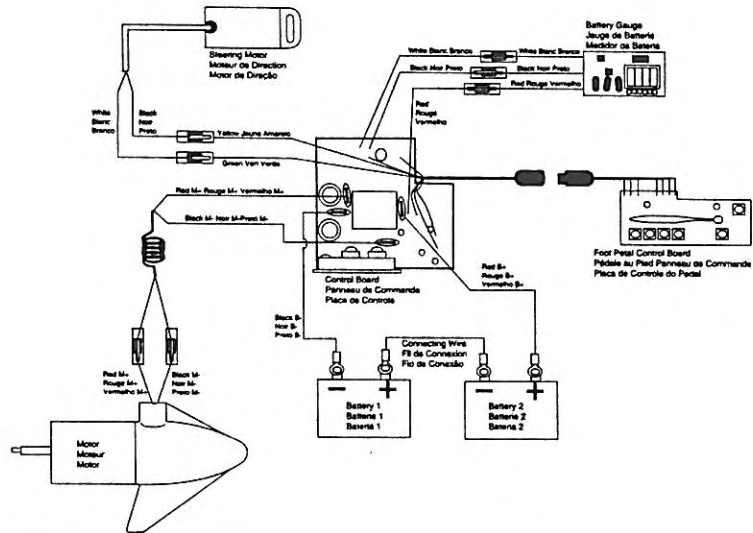 Steering Motor
Moteur de Direction
Motor de Direção
Battery Gauge
Jauge de Batterie
Medidor de Bateria
White Blanc Branco
White Blanc Branco
Black Noir Preto
Black Noir Preto
Red Rouge Vermelho
Red
Rouge
Vermelho
White
Blanc
Branco
Black
Noir
Preto
Yellow Jaune Amarelo
Green Vert Verde
Red M+ Rouge M+ Vermelho M+
Black M- Noir M-Preto M-
Foot Petal Control Board
Pédale au Pied Panneau de Commande
Placa de Controle do Pedal
Control Board
Panneau de Commande
Placa de Controle
Red B+
Rouge B+
Vermelho B+
Black B-
Noir B-
Preto B-
Connecting Wire
Fil de Connexion
Fio de Conexão
Red M+
Rouge M+
Vermelho M+
Black M-
Noir M-
Preto M-
− +
Battery 1
Batterie 1
Bateria 1
− +
Battery 2
Batterie 2
Bateria 2
Motor
Moteur
Motor